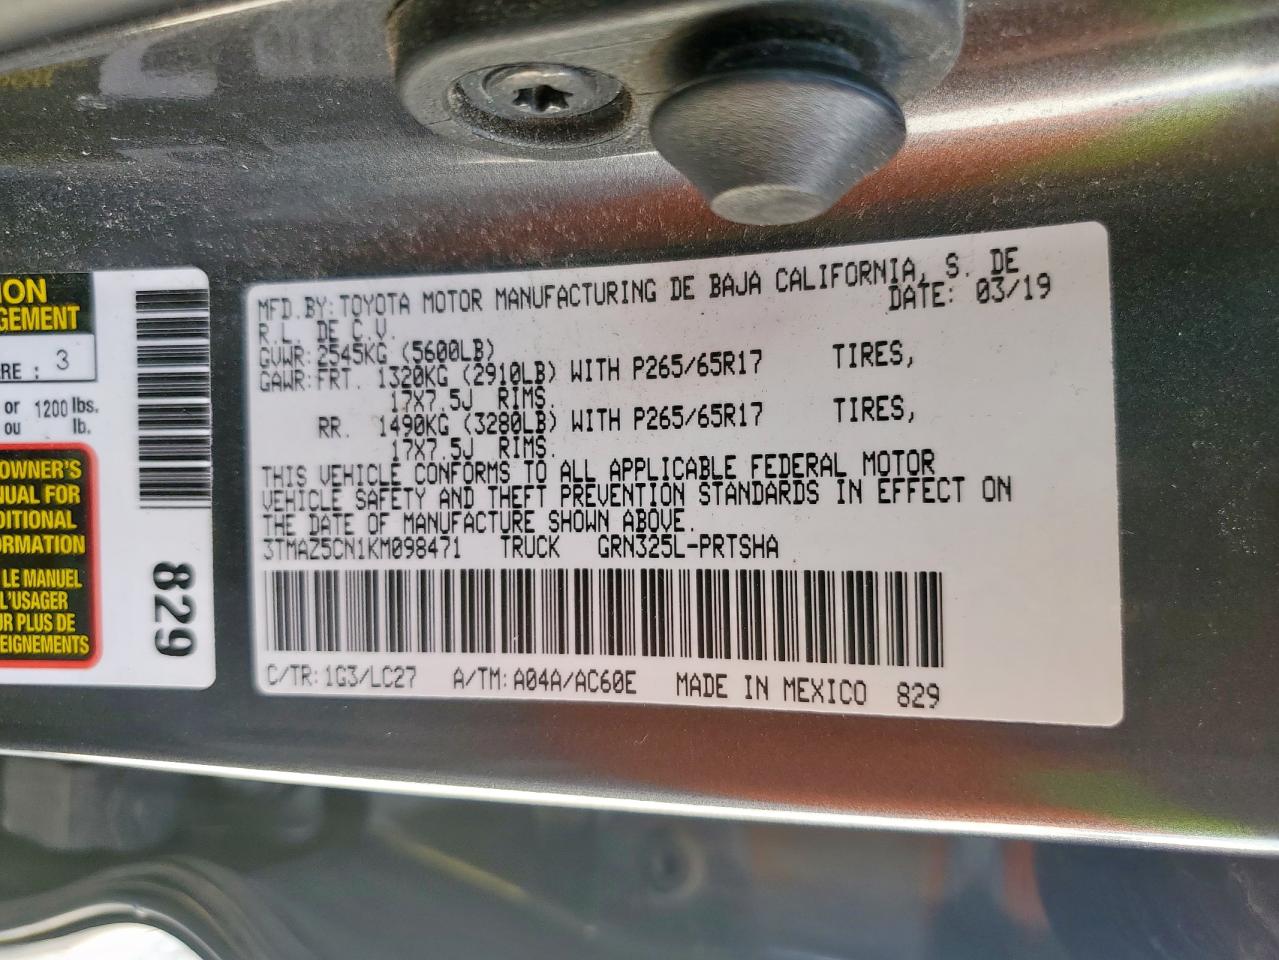 ION
GEMENT
RE : 3
or 1200 lbs.
ou lb.
OWNER'S
NUAL FOR
DITIONAL
ORMATION
LE MANUEL
L'USAGER
UR PLUS DE
EIGNEMENTS
829
MFD.BY: TOYOTA MOTOR MANUFACTURING DE BAJA CALIFORNIA, S. DE
R.L. DE C.V. DATE: 03/19
GVWR: 2545KG (5600LB)
GAWR: FRT. 1320KG (2910LB) WITH P265/65R17 TIRES,
17X7.5J RIMS.
RR. 1490KG (3280LB) WITH P265/65R17 TIRES,
17X7.5J RIMS.
THIS VEHICLE CONFORMS TO ALL APPLICABLE FEDERAL MOTOR
VEHICLE SAFETY AND THEFT PREVENTION STANDARDS IN EFFECT ON
THE DATE OF MANUFACTURE SHOWN ABOVE.
3TMAZ5CN1KM098471 TRUCK GRN325L-PRTSHA
C/TR: 1G3/LC27 A/TM: A04A/AC60E MADE IN MEXICO 829